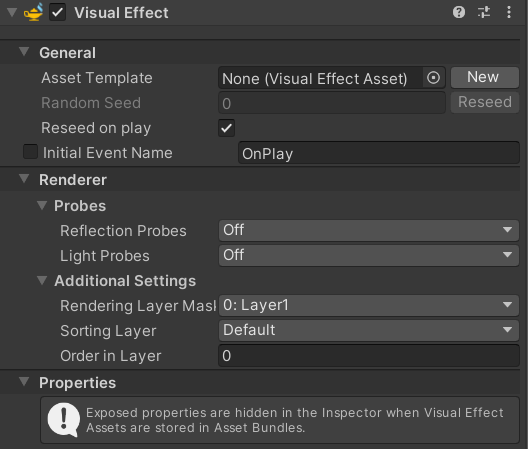 Visual Effect
General
Asset Template None (Visual Effect Asset) New
Random Seed 0 Reseed
Reseed on play
Initial Event Name OnPlay
Renderer
Probes
Reflection Probes Off
Light Probes Off
Additional Settings
Rendering Layer Mas 0: Layer1
Sorting Layer Default
Order in Layer 0
Properties
Exposed properties are hidden in the Inspector when Visual Effect
Assets are stored in Asset Bundles.